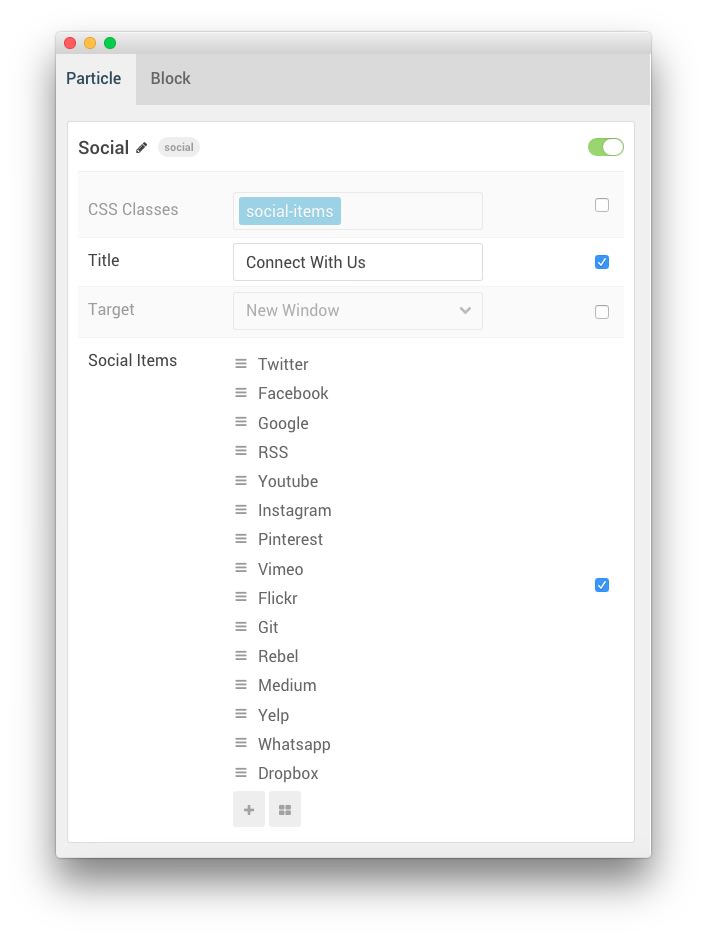 Particle Block
Social social
CSS Classes social-items
Title Connect With Us
Target New Window
Social Items Twitter
Facebook
Google
RSS
Youtube
Instagram
Pinterest
Vimeo
Flickr
Git
Rebel
Medium
Yelp
Whatsapp
Dropbox